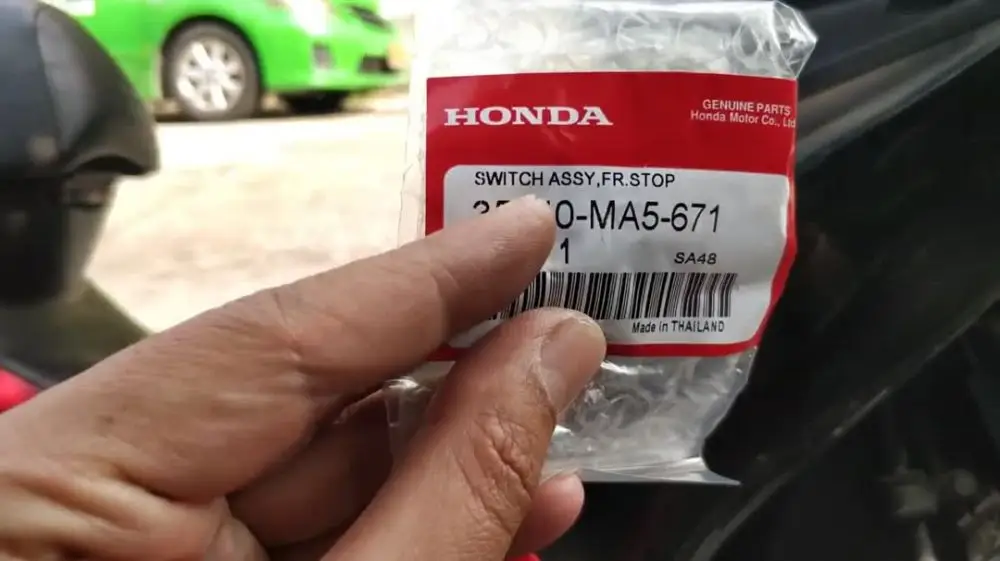 HONDA
GENUINE PARTS
Honda Motor Co., Ltd
SWITCH ASSY,FR.STOP
0-MA5-671
1
SA48
Made in THAILAND